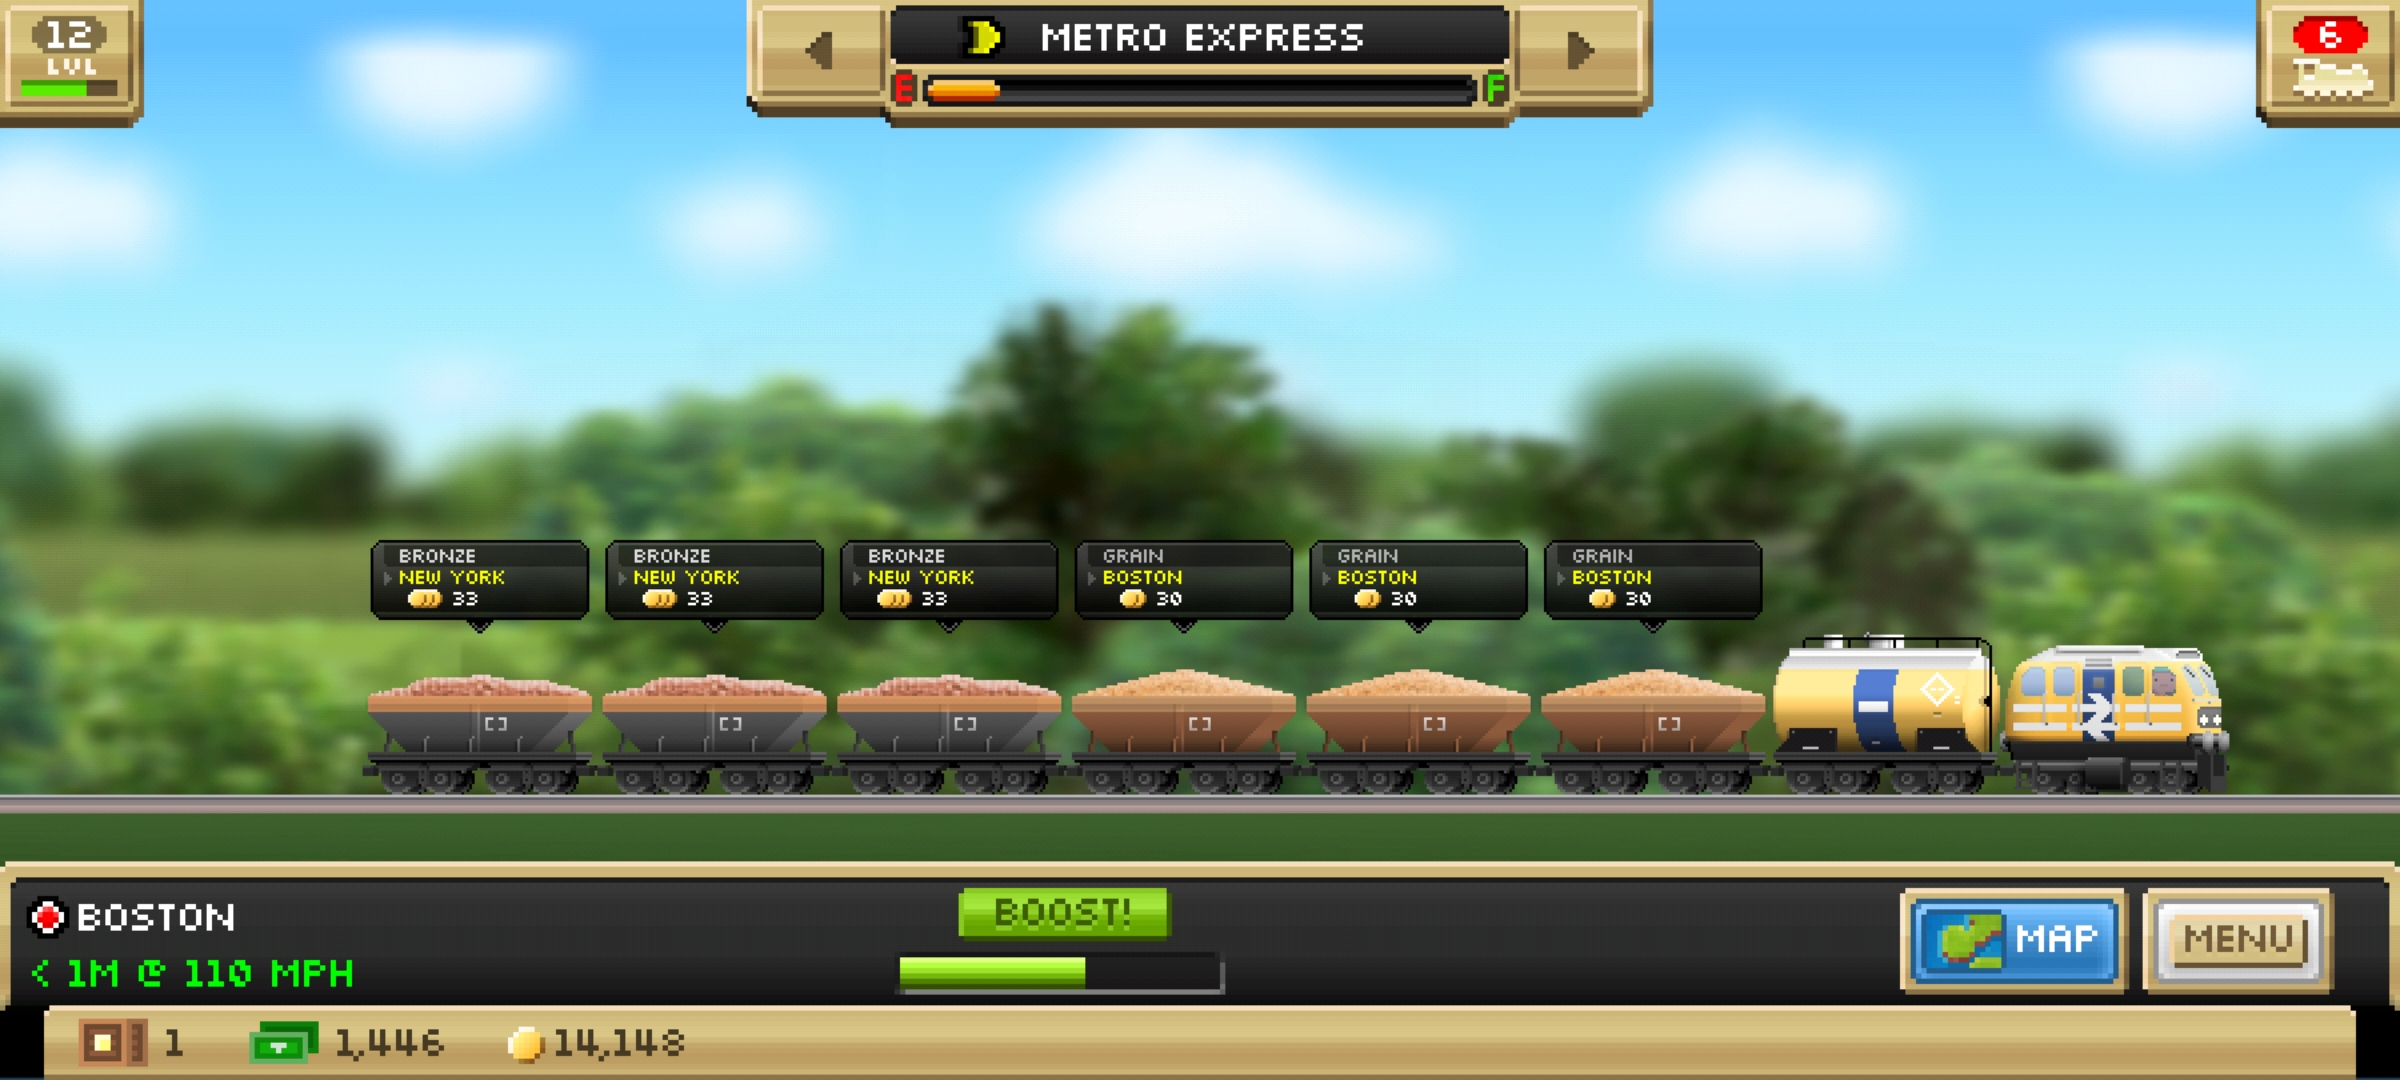 12
LVL
METRO EXPRESS
E F
6
BRONZE
NEW YORK
33
BRONZE
NEW YORK
33
BRONZE
NEW YORK
33
GRAIN
BOSTON
30
GRAIN
BOSTON
30
GRAIN
BOSTON
30
BOSTON
< 1M @ 110 MPH
BOOST!
MAP
MENU
1
1,446
14,148